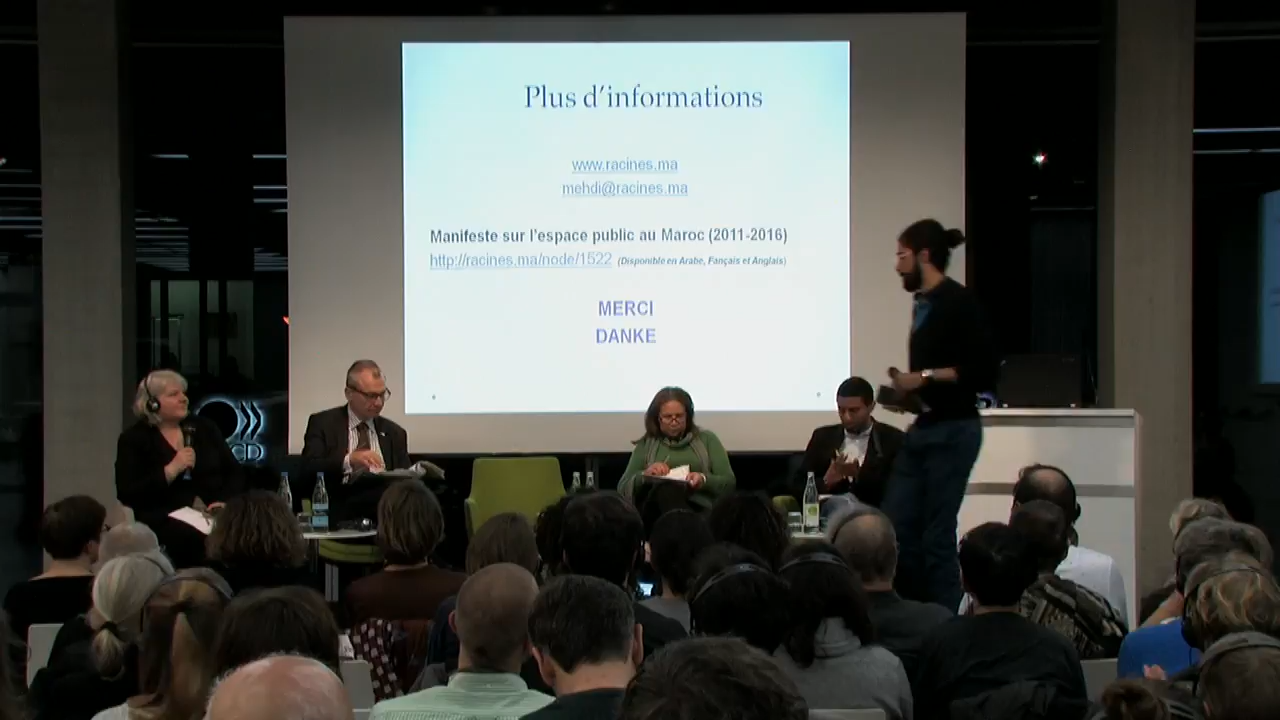 Plus d'informations
www.racines.ma
mehdi@racines.ma
Manifeste sur l'espace public au Maroc (2011-2016)
http://racines.ma/node/1522 (Disponible en Arabe, Fançais et Anglais)
MERCI
DANKE